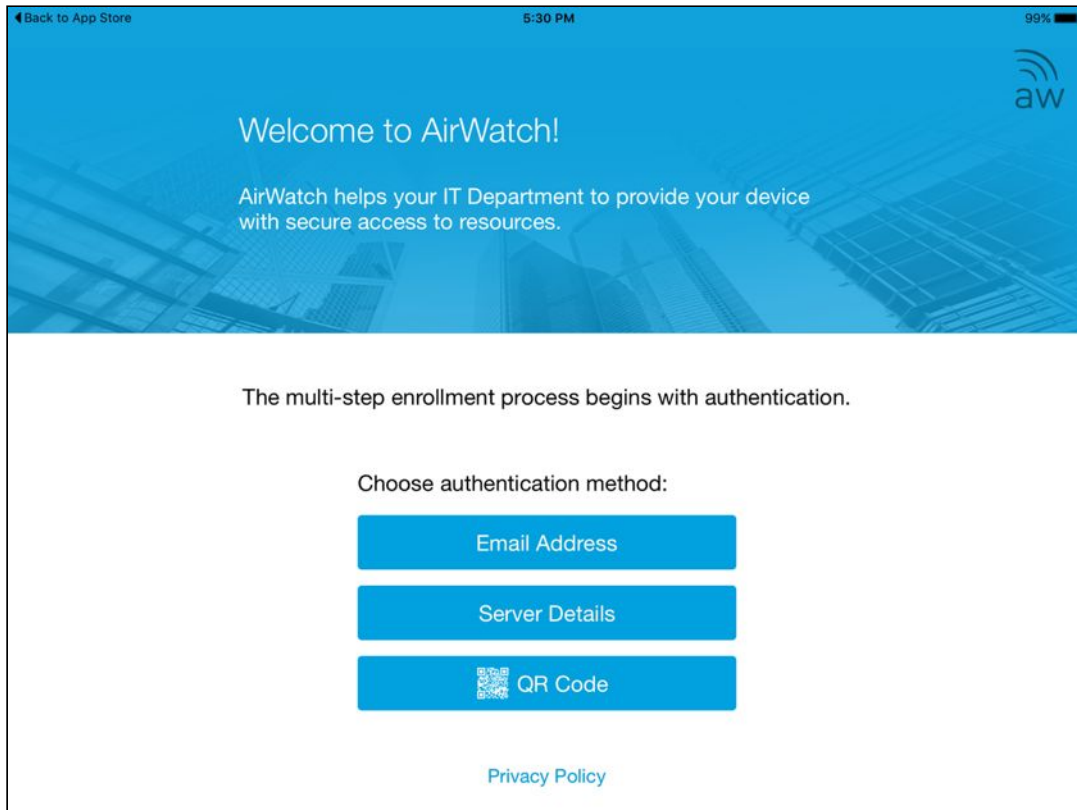 Back to App Store
5:30 PM
99%
aw
Welcome to AirWatch!
AirWatch helps your IT Department to provide your device
with secure access to resources.
The multi-step enrollment process begins with authentication.
Choose authentication method:
Email Address
Server Details
QR Code
Privacy Policy